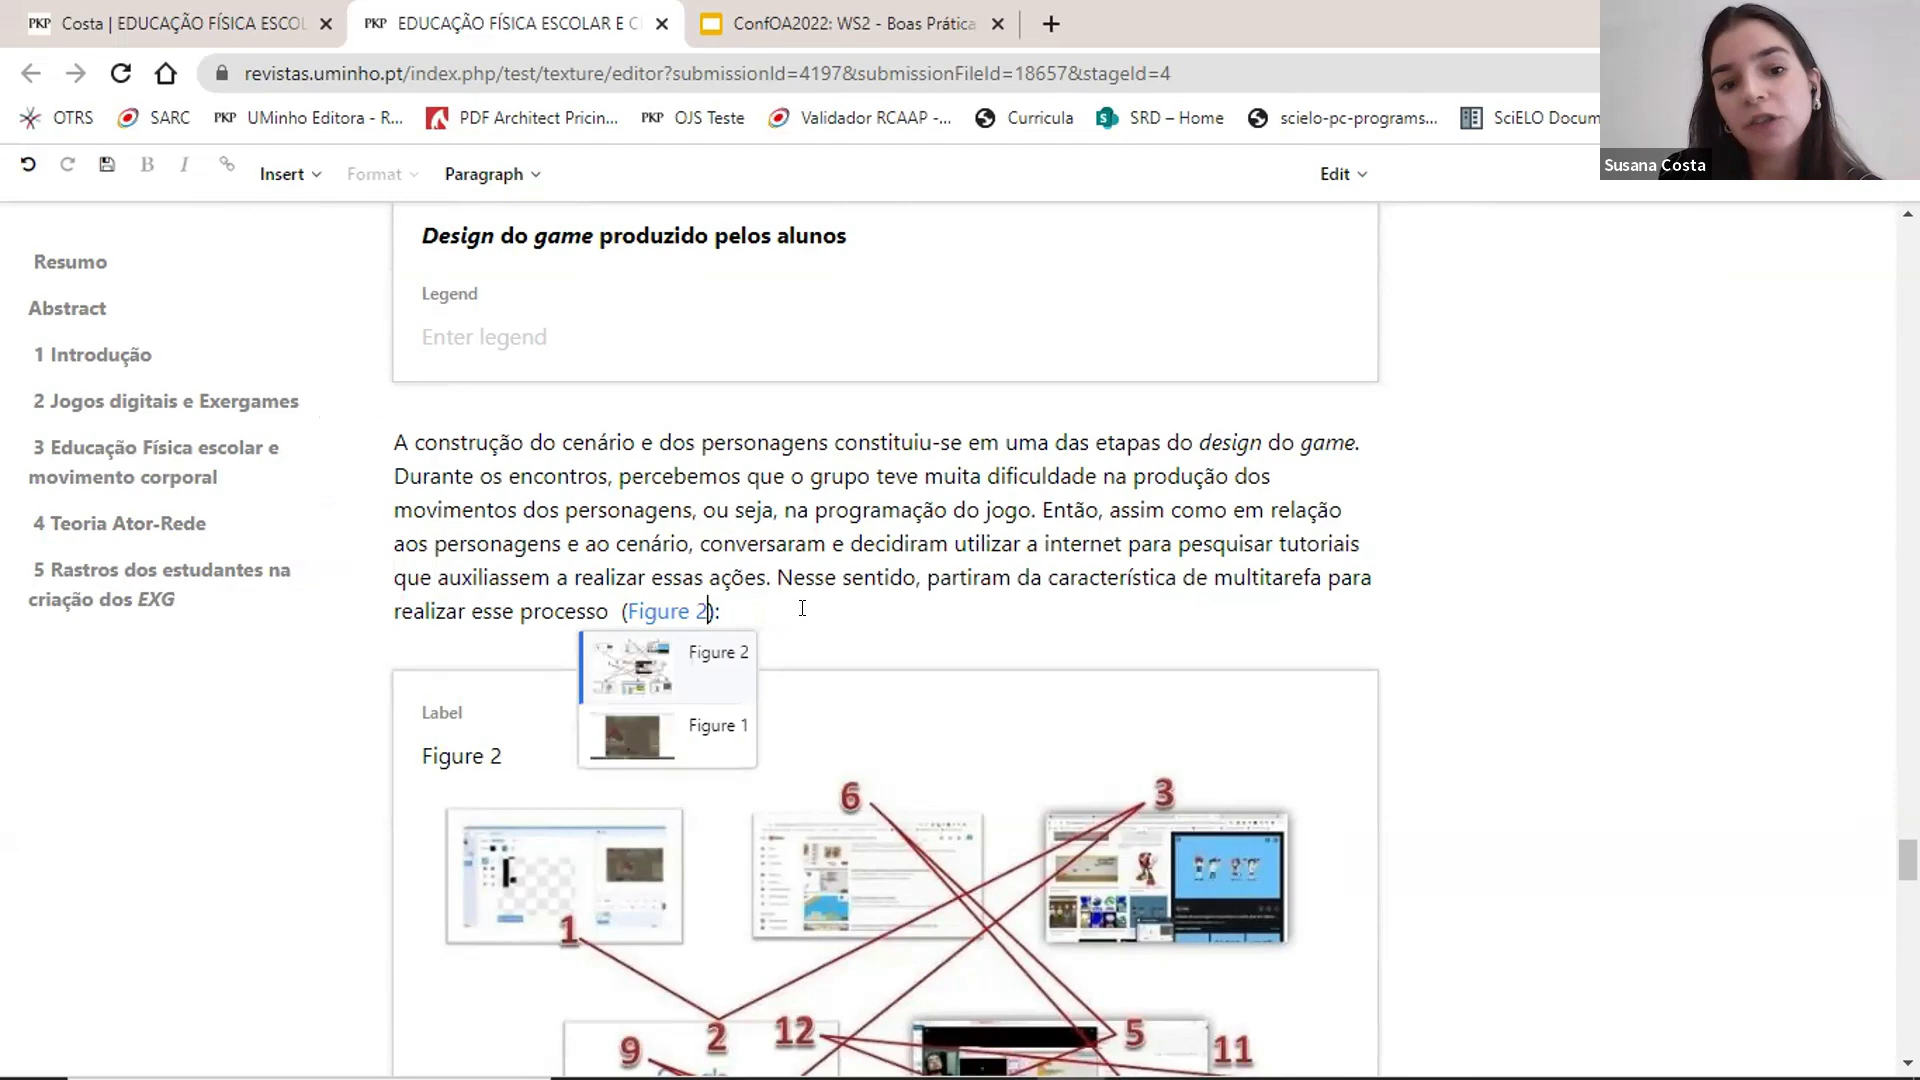 PKP Costa | EDUCAÇÃO FÍSICA ESCOL
PKP EDUCAÇÃO FÍSICA ESCOLAR E C
ConfOA2022: WS2 - Boas Prática
revistas.uminho.pt/index.php/test/texture/editor?submissionId=4197&submissionFileId=18657&stageId=4
OTRS
SARC
PKP UMinho Editora - R...
PDF Architect Pricin...
PKP OJS Teste
Validador RCAAP -...
Curricula
SRD – Home
scielo-pc-programs...
SciELO Docum
Susana Costa
B I
Insert
Format
Paragraph
Edit
Resumo
Abstract
1 Introdução
2 Jogos digitais e Exergames
3 Educação Física escolar e
movimento corporal
4 Teoria Ator-Rede
5 Rastros dos estudantes na
criação dos EXG
Design do game produzido pelos alunos
Legend
Enter legend
A construção do cenário e dos personagens constituiu-se em uma das etapas do design do game.
Durante os encontros, percebemos que o grupo teve muita dificuldade na produção dos
movimentos dos personagens, ou seja, na programação do jogo. Então, assim como em relação
aos personagens e ao cenário, conversaram e decidiram utilizar a internet para pesquisar tutoriais
que auxiliassem a realizar essas ações. Nesse sentido, partiram da característica de multitarefa para
realizar esse processo (Figure 2):
Figure 2
Figure 1
Label
Figure 2
6
3
1
2
12
5
9
11